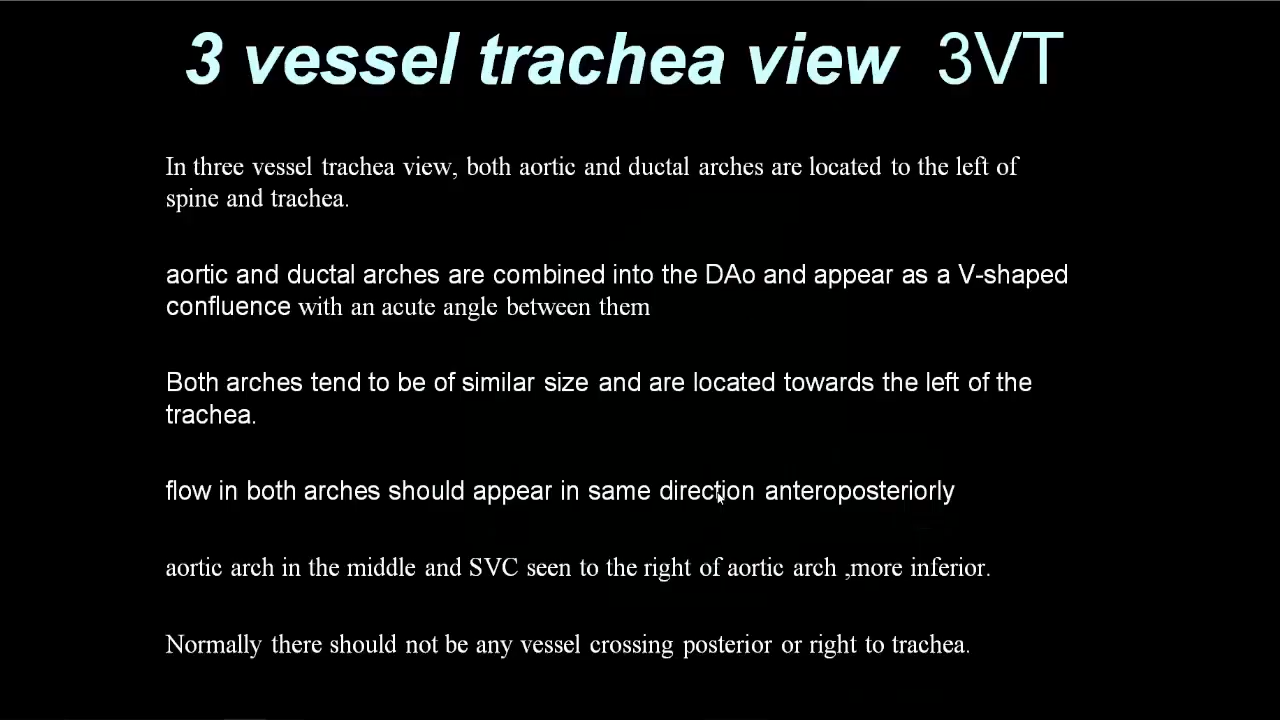 3 vessel trachea view 3VT
In three vessel trachea view, both aortic and ductal arches are located to the left of
spine and trachea.
aortic and ductal arches are combined into the DAo and appear as a V-shaped
confluence with an acute angle between them
Both arches tend to be of similar size and are located towards the left of the
trachea.
flow in both arches should appear in same direction anteroposteriorly
aortic arch in the middle and SVC seen to the right of aortic arch ,more inferior.
Normally there should not be any vessel crossing posterior or right to trachea.